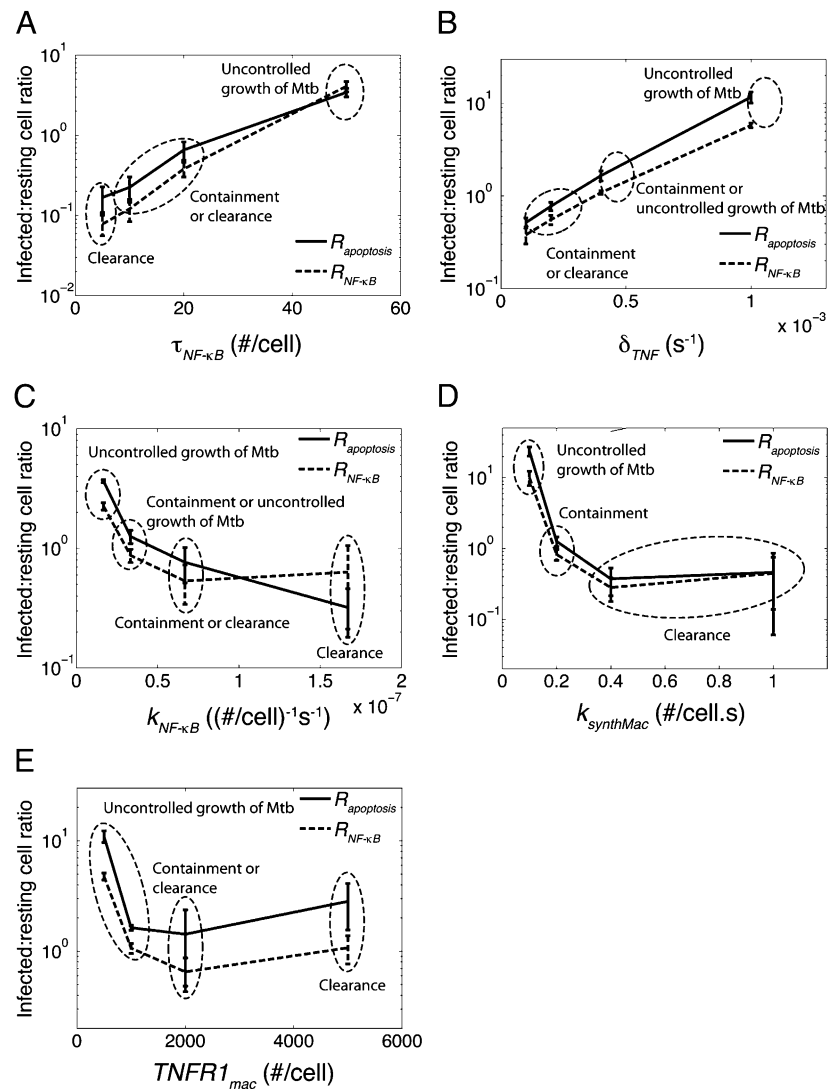 A
Infected:resting cell ratio
10^1
10^0
10^-1
10^-2
0
20
40
60
Uncontrolled
growth of Mtb
Containment
or clearance
Clearance
R_apoptosis
R_NF-κB
τ_NF-κB (#/cell)
B
Infected:resting cell ratio
10^1
10^0
10^-1
0
0.5
1
x 10^-3
Uncontrolled
growth of Mtb
Containment or
uncontrolled growth of Mtb
Containment
or clearance
R_apoptosis
R_NF-κB
δ_TNF (s^-1)
C
Infected:resting cell ratio
10^1
10^0
10^-1
0
0.5
1
1.5
2
x 10^-7
Uncontrolled growth of Mtb
Containment or uncontrolled
growth of Mtb
Containment or clearance
Clearance
R_apoptosis
R_NF-κB
k_NF-κB ((#/cell)^-1s^-1)
D
Infected:resting cell ratio
10^1
10^0
10^-1
0
0.2
0.4
0.6
0.8
1
Uncontrolled
growth of Mtb
Containment
Clearance
R_apoptosis
R_NF-κB
k_synthMac (#/cell.s)
E
Infected:resting cell ratio
10^1
10^0
0
2000
4000
6000
Uncontrolled growth of Mtb
Containment or
clearance
Clearance
R_apoptosis
R_NF-κB
TNFR1_mac (#/cell)